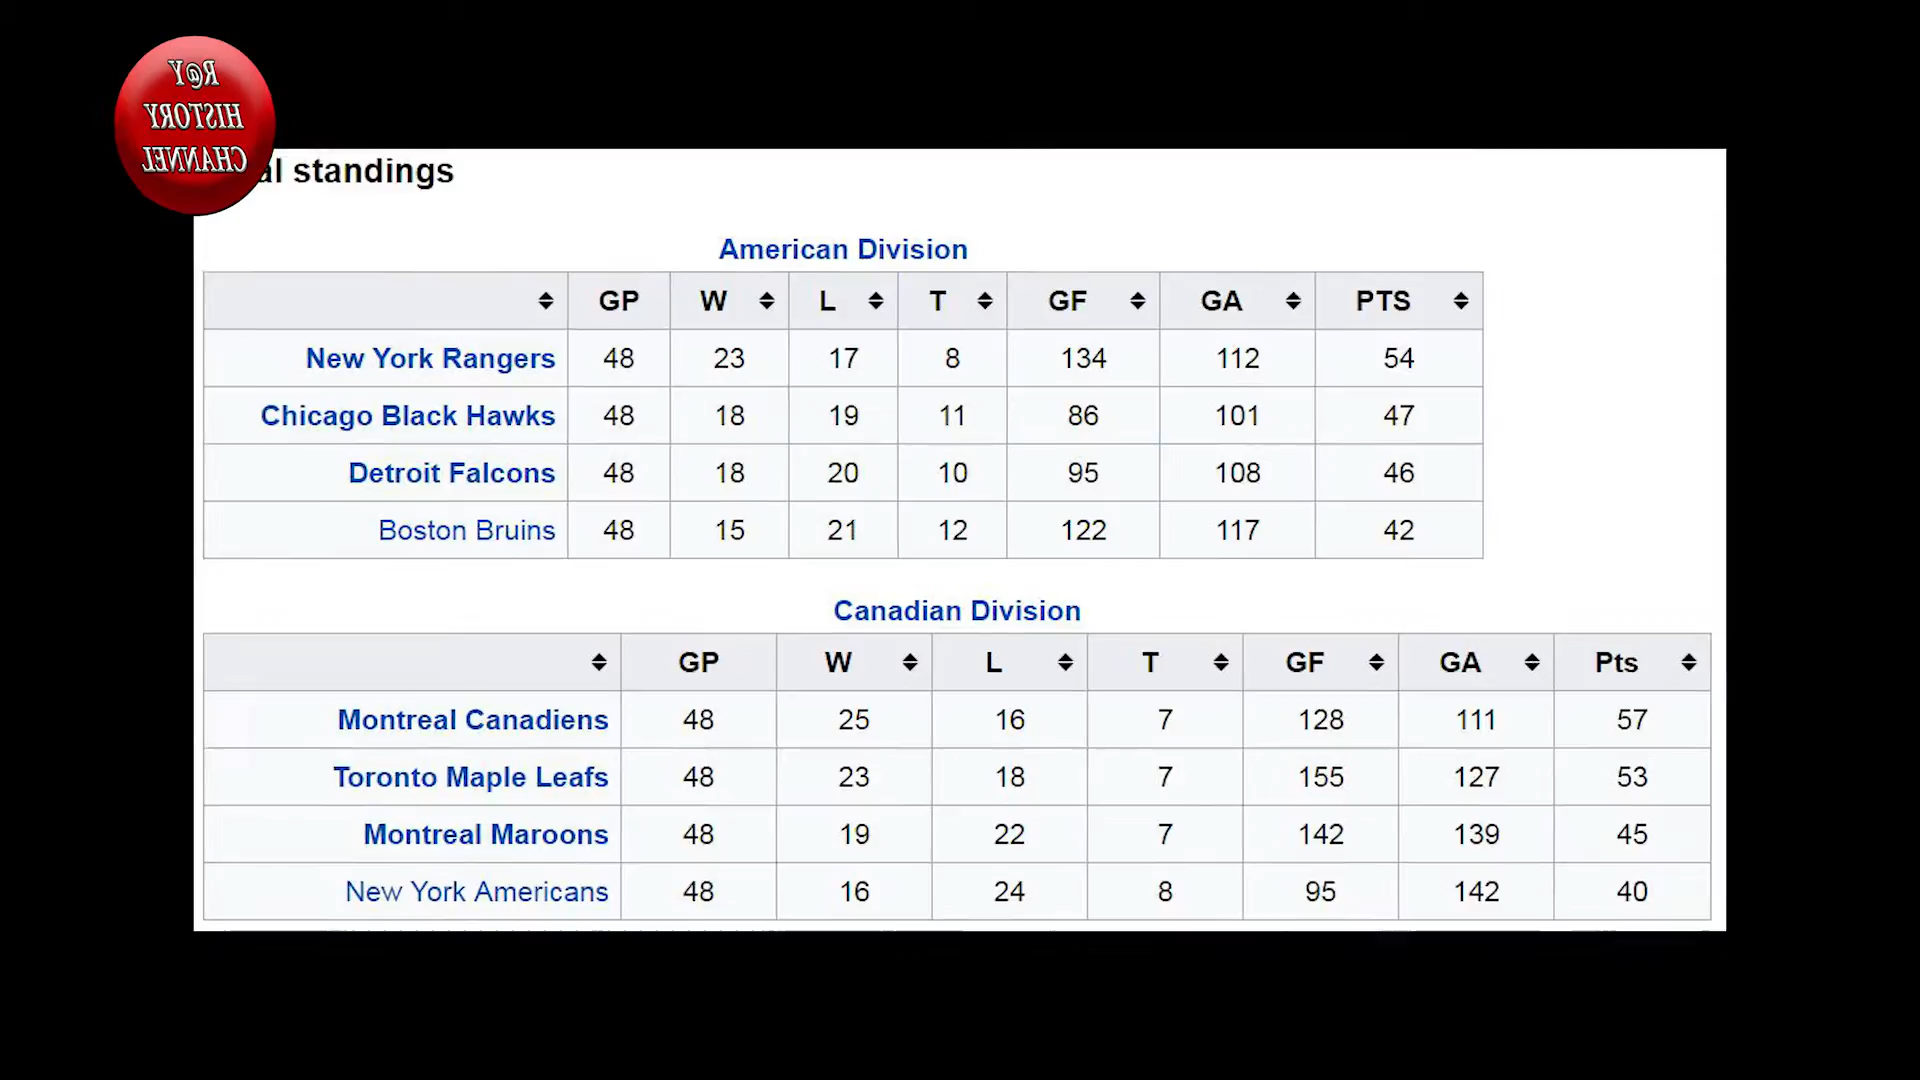 R@Y
HISTORY
CHANNEL
al standings
American Division
GP W L T GF GA PTS
New York Rangers 48 23 17 8 134 112 54
Chicago Black Hawks 48 18 19 11 86 101 47
Detroit Falcons 48 18 20 10 95 108 46
Boston Bruins 48 15 21 12 122 117 42
Canadian Division
GP W L T GF GA Pts
Montreal Canadiens 48 25 16 7 128 111 57
Toronto Maple Leafs 48 23 18 7 155 127 53
Montreal Maroons 48 19 22 7 142 139 45
New York Americans 48 16 24 8 95 142 40